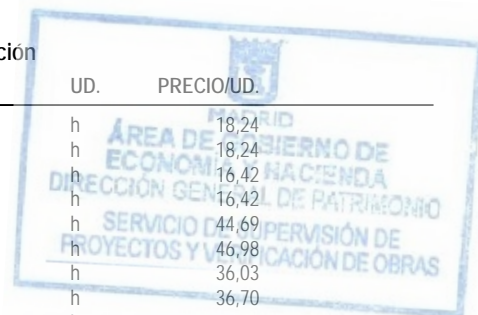 ción
UD. PRECIO/UD.
h 18,24
h 18,24
h 16,42
h 16,42
h 44,69
h 46,98
h 36,03
h 36,70
MADRID
ÁREA DE GOBIERNO DE
ECONOMÍA Y HACIENDA
DIRECCIÓN GENERAL DE PATRIMONIO
SERVICIO DE SUPERVISIÓN DE
PROYECTOS Y VERIFICACIÓN DE OBRAS